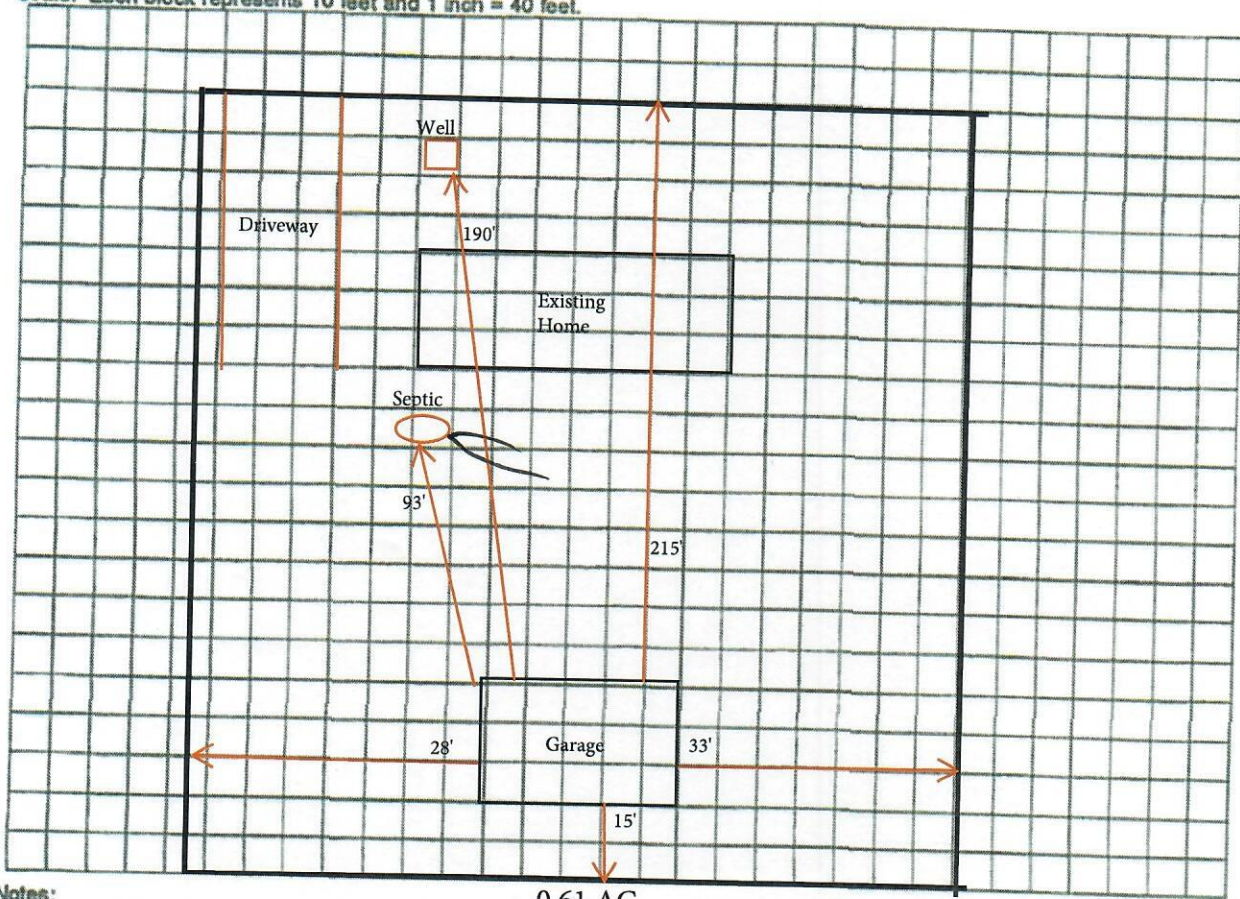 Each block represents 10 feet and 1 inch = 40 feet.
Well
Driveway
190'
Existing
Home
Septic
93'
215'
28'
Garage
33'
15'
0.61 AC
Notes: